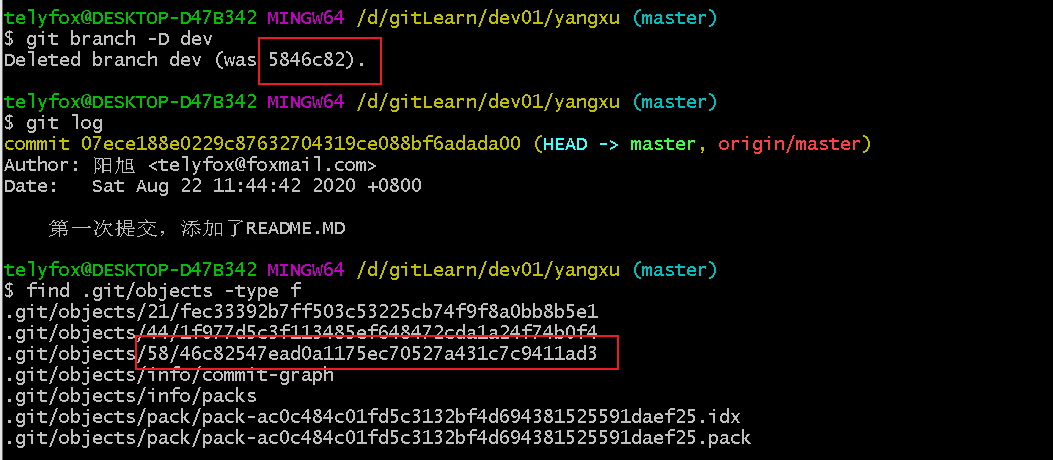 telyfox@DESKTOP-D47B342 MINGW64 /d/gitLearn/dev01/yangxu (master)
$ git branch -D dev
Deleted branch dev (was 5846c82).
telyfox@DESKTOP-D47B342 MINGW64 /d/gitLearn/dev01/yangxu (master)
$ git log
commit 07ece188e0229c87632704319ce088bf6adada00 (HEAD -> master, origin/master)
Author: 阳旭 <telyfox@foxmail.com>
Date:   Sat Aug 22 11:44:42 2020 +0800
    第一次提交，添加了README.MD
telyfox@DESKTOP-D47B342 MINGW64 /d/gitLearn/dev01/yangxu (master)
$ find .git/objects -type f
.git/objects/21/fec33392b7ff503c53225cb74f9f8a0bb8b5e1
.git/objects/44/1f977d5c3f113485ef648472cda1a24f74b0f4
.git/objects/58/46c82547ead0a1175ec70527a431c7c9411ad3
.git/objects/info/commit-graph
.git/objects/info/packs
.git/objects/pack/pack-ac0c484c01fd5c3132bf4d694381525591daef25.idx
.git/objects/pack/pack-ac0c484c01fd5c3132bf4d694381525591daef25.pack